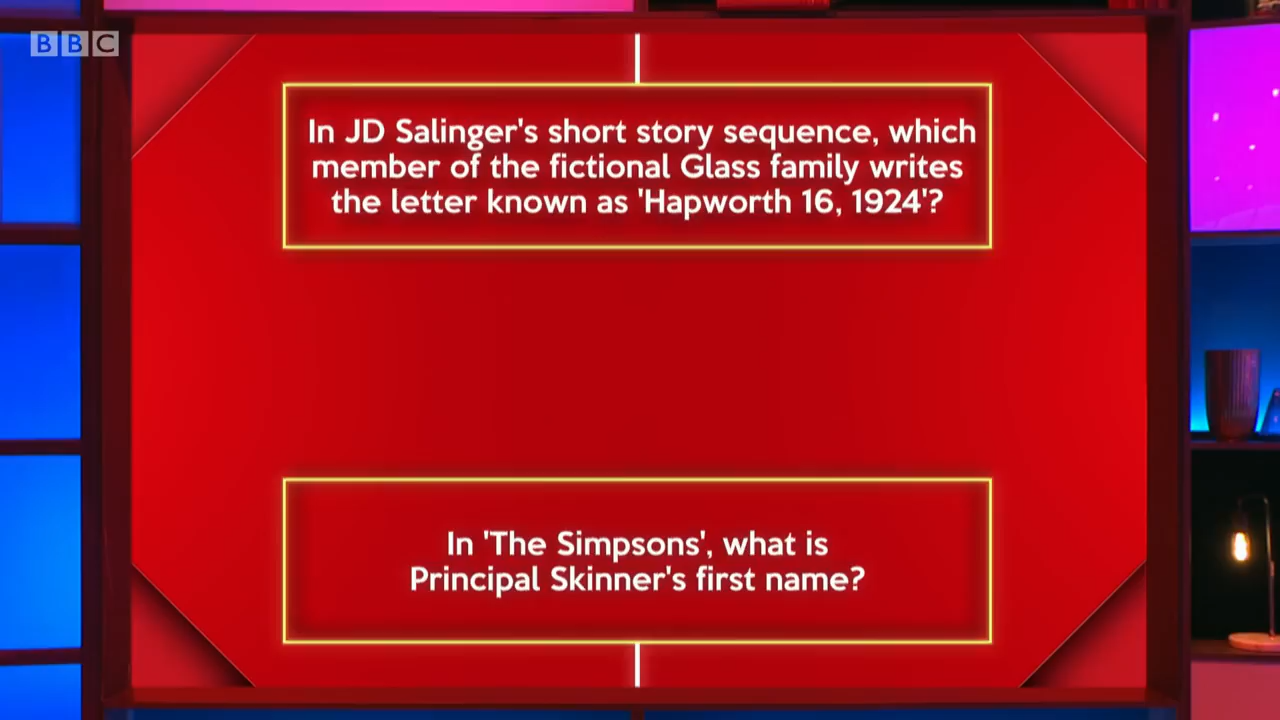 BBC
In JD Salinger's short story sequence, which
member of the fictional Glass family writes
the letter known as 'Hapworth 16, 1924'?
In 'The Simpsons', what is
Principal Skinner's first name?